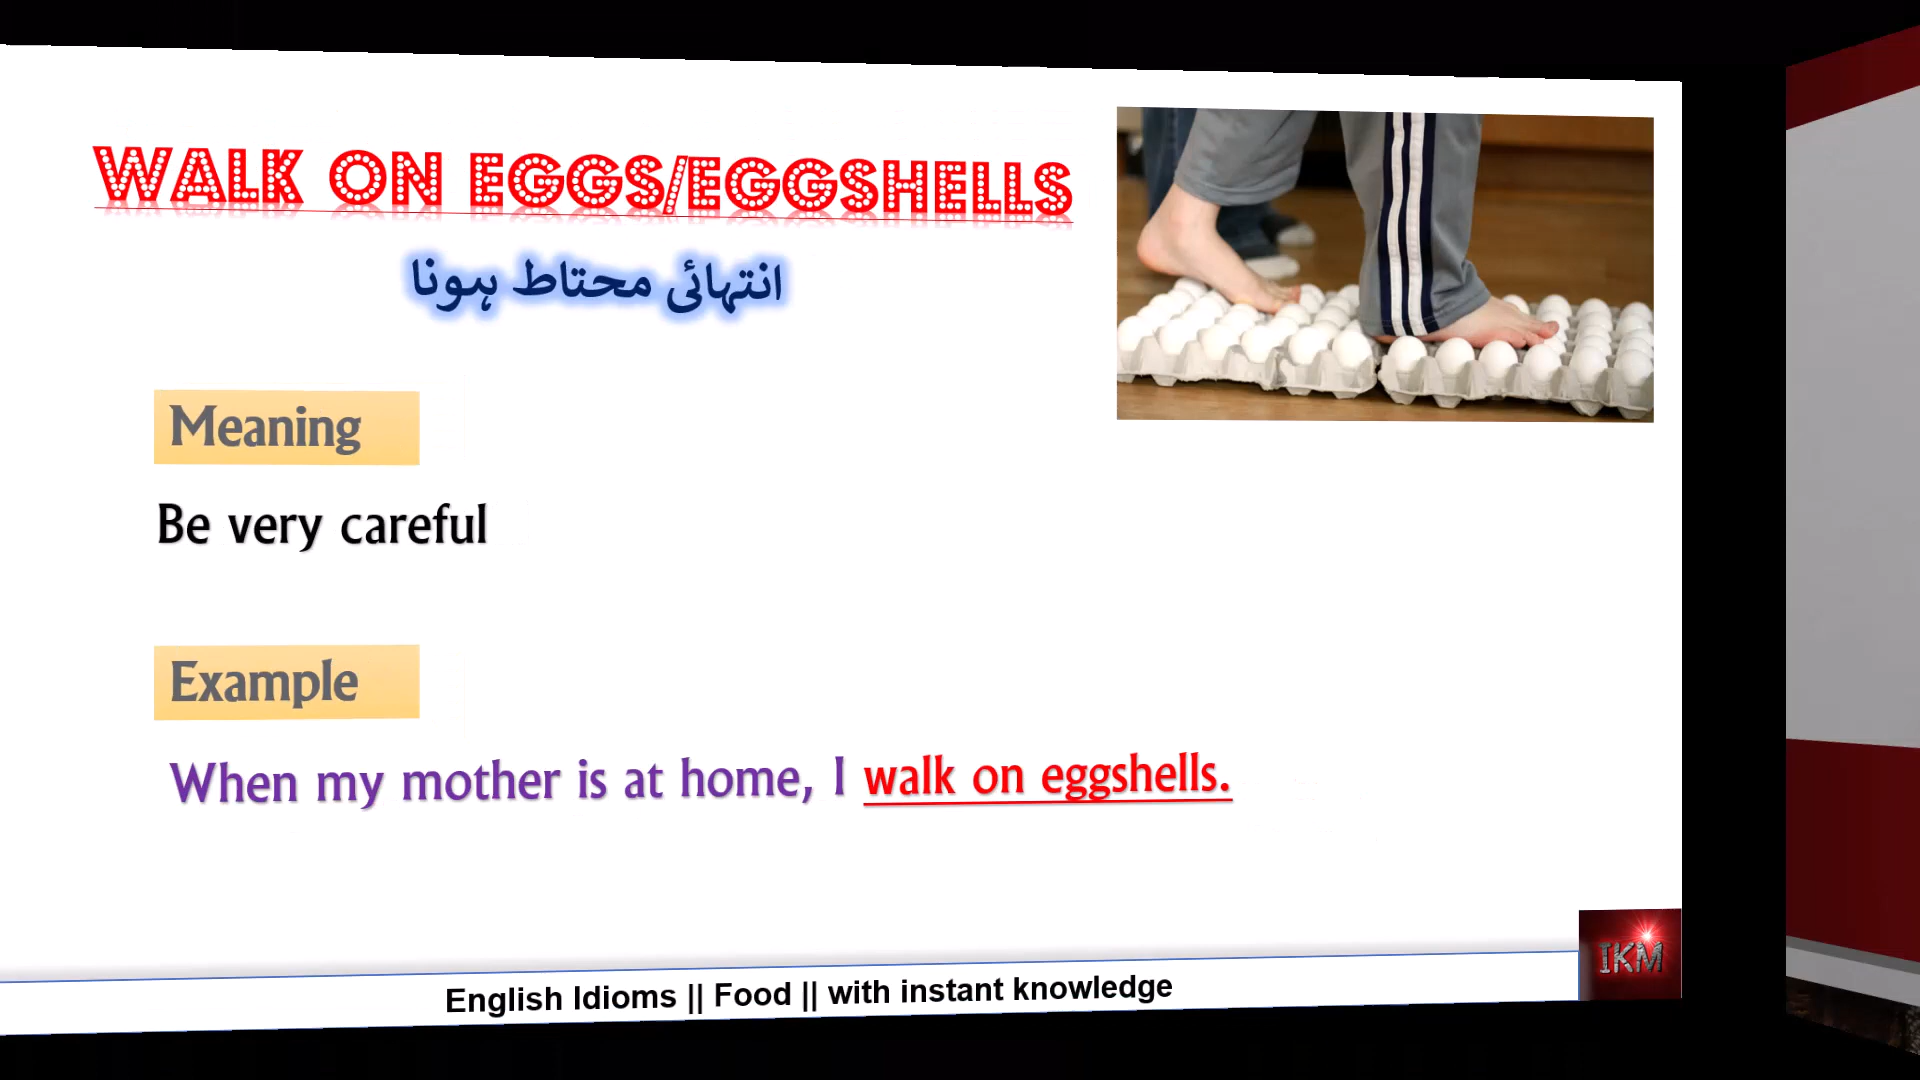 WALK ON EGGS/EGGSHELLS
انتہائی محتاط ہونا
Meaning
Be very careful
Example
When my mother is at home, I walk on eggshells.
IKM
English Idioms || Food || with instant knowledge